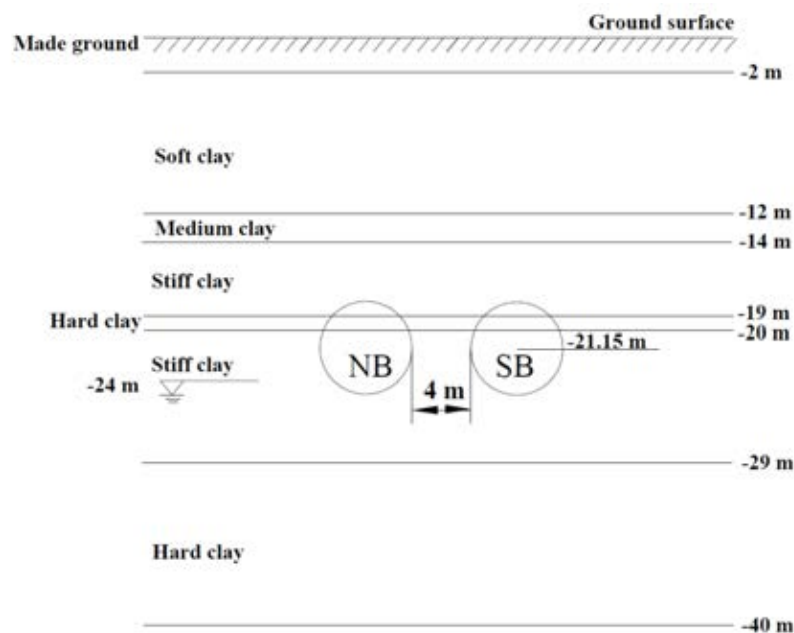 Ground surface
Made ground
-2 m
Soft clay
-12 m
Medium clay
-14 m
Stiff clay
-19 m
Hard clay
-20 m
-21.15 m
NB
SB
Stiff clay
-24 m
4 m
-29 m
Hard clay
-40 m